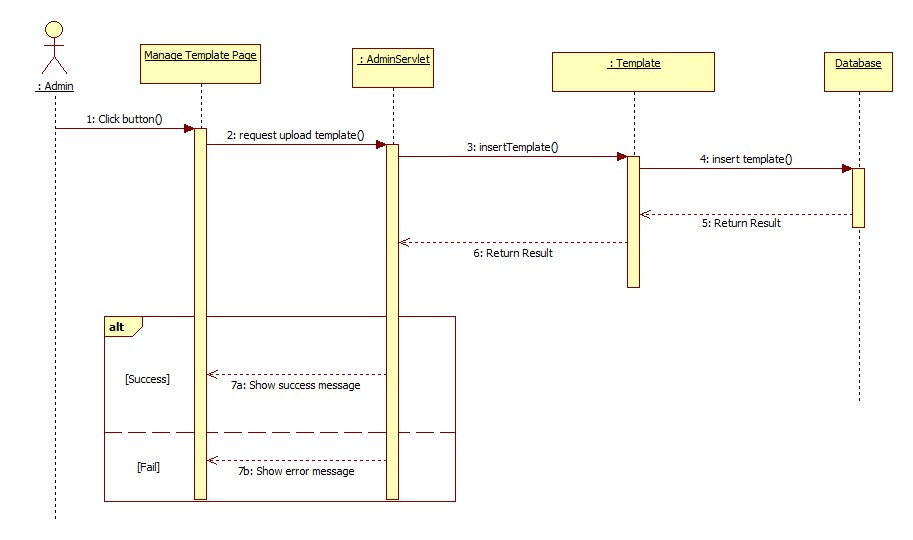 Manage Template Page
: AdminServlet
: Template
Database
: Admin
1: Click button()
2: request upload template()
3: insertTemplate()
4: insert template()
5: Return Result
6: Return Result
alt
[Success]
7a: Show success message
[Fail]
7b: Show error message